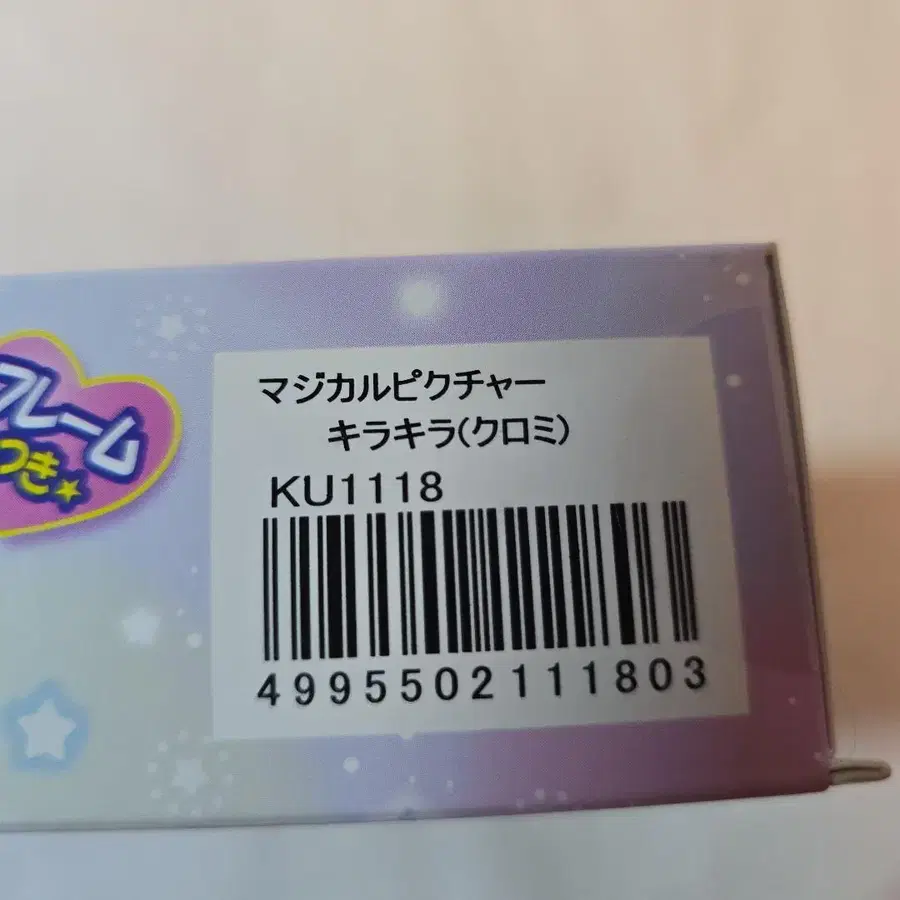 フレーム
つき
マジカルピクチャー
キラキラ(クロミ)
KU1118
4995502111803